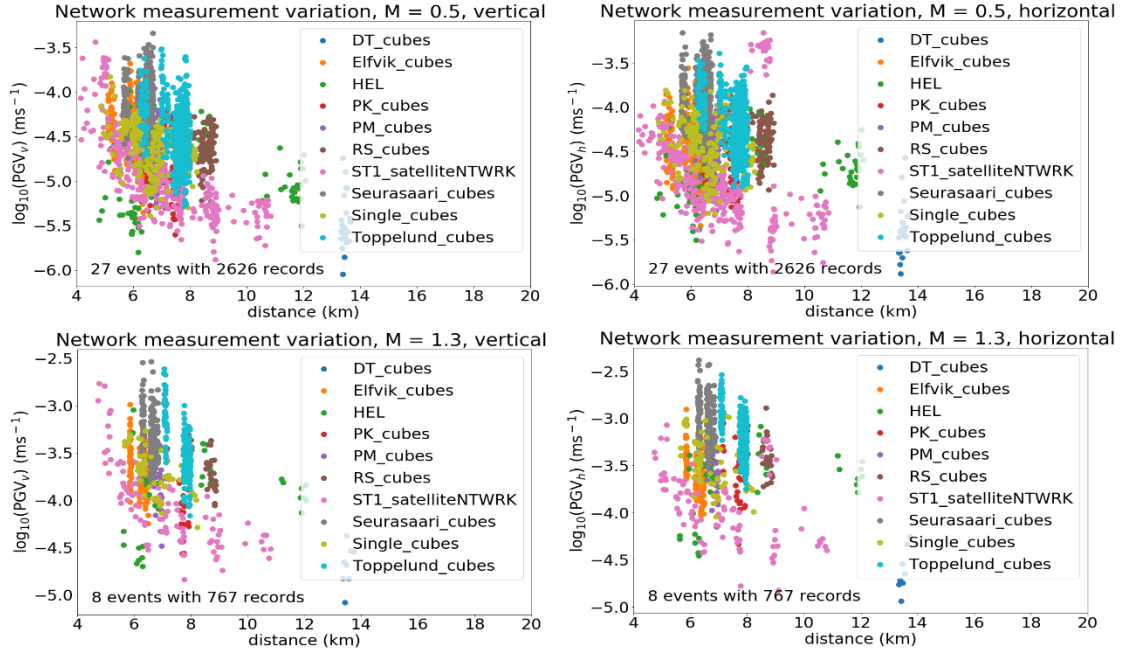 Network measurement variation, M = 0.5, vertical
log₁₀(PGVᵥ) (ms⁻¹)
−3.5
−4.0
−4.5
−5.0
−5.5
−6.0
DT_cubes
Elfvik_cubes
HEL
PK_cubes
PM_cubes
RS_cubes
ST1_satelliteNTWRK
Seurasaari_cubes
Single_cubes
Toppelund_cubes
27 events with 2626 records
4 6 8 10 12 14 16 18 20
distance (km)
Network measurement variation, M = 0.5, horizontal
log₁₀(PGVₕ) (ms⁻¹)
−3.5
−4.0
−4.5
−5.0
−5.5
−6.0
DT_cubes
Elfvik_cubes
HEL
PK_cubes
PM_cubes
RS_cubes
ST1_satelliteNTWRK
Seurasaari_cubes
Single_cubes
Toppelund_cubes
27 events with 2626 records
4 6 8 10 12 14 16 18 20
distance (km)
Network measurement variation, M = 1.3, vertical
log₁₀(PGVᵥ) (ms⁻¹)
−2.5
−3.0
−3.5
−4.0
−4.5
−5.0
DT_cubes
Elfvik_cubes
HEL
PK_cubes
PM_cubes
RS_cubes
ST1_satelliteNTWRK
Seurasaari_cubes
Single_cubes
Toppelund_cubes
8 events with 767 records
4 6 8 10 12 14 16 18 20
distance (km)
Network measurement variation, M = 1.3, horizontal
log₁₀(PGVₕ) (ms⁻¹)
−2.5
−3.0
−3.5
−4.0
−4.5
−5.0
DT_cubes
Elfvik_cubes
HEL
PK_cubes
PM_cubes
RS_cubes
ST1_satelliteNTWRK
Seurasaari_cubes
Single_cubes
Toppelund_cubes
8 events with 767 records
4 6 8 10 12 14 16 18 20
distance (km)